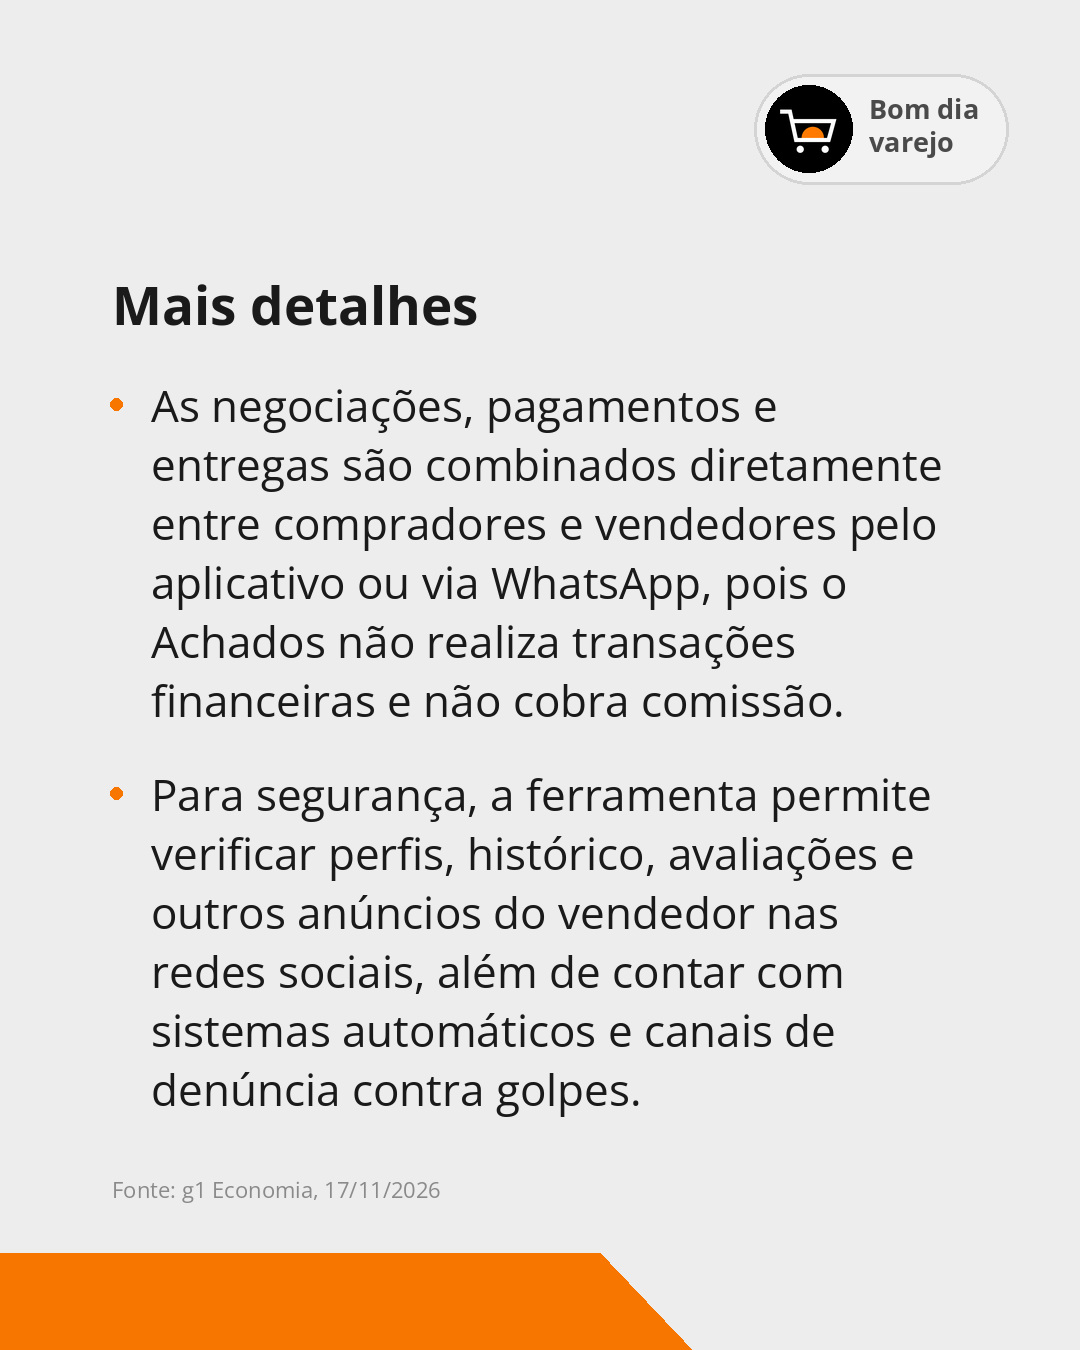 Bom dia
varejo
Mais detalhes
As negociações, pagamentos e
entregas são combinados diretamente
entre compradores e vendedores pelo
aplicativo ou via WhatsApp, pois o
Achados não realiza transações
financeiras e não cobra comissão.
Para segurança, a ferramenta permite
verificar perfis, histórico, avaliações e
outros anúncios do vendedor nas
redes sociais, além de contar com
sistemas automáticos e canais de
denúncia contra golpes.
Fonte: g1 Economia, 17/11/2026